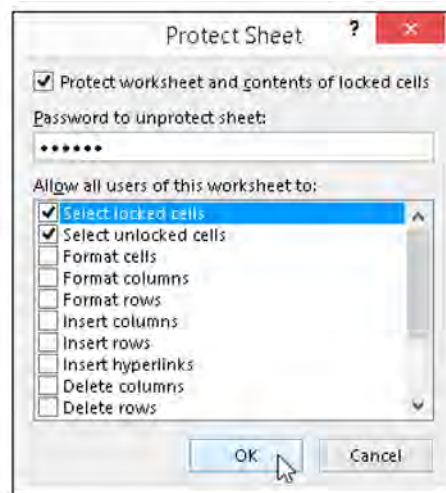 Protect Sheet ?
Protect worksheet and contents of locked cells
Password to unprotect sheet:
••••••
Allow all users of this worksheet to:
Select locked cells
Select unlocked cells
Format cells
Format columns
Format rows
Insert columns
Insert rows
Insert hyperlinks
Delete columns
Delete rows
OK Cancel